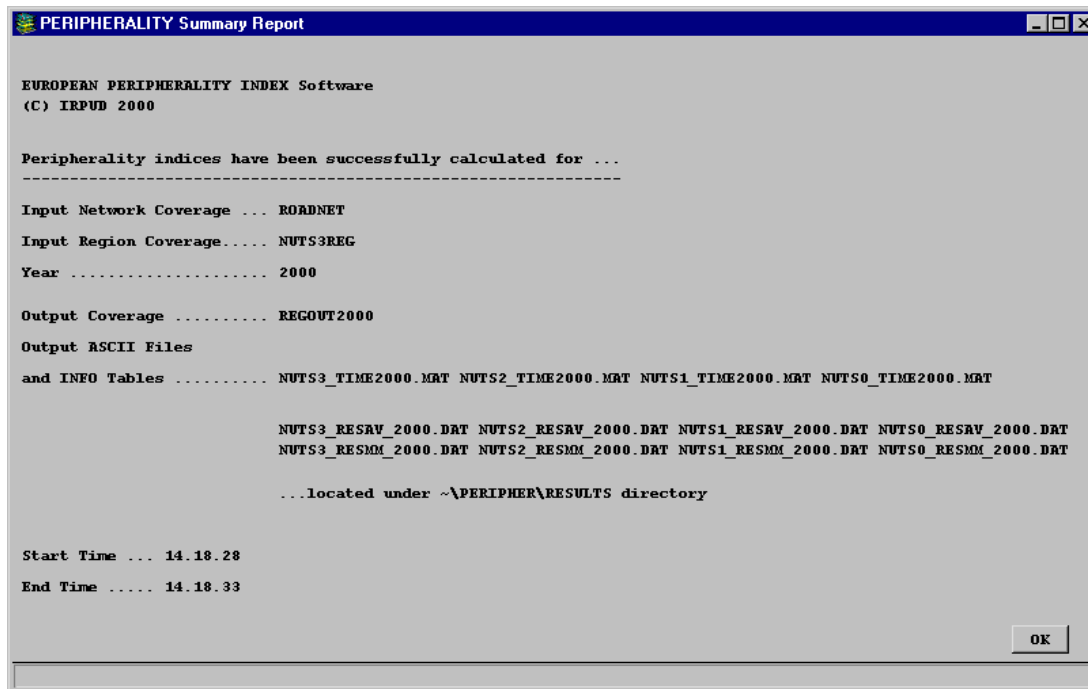 PERIPHERALITY Summary Report
EUROPEAN PERIPHERALITY INDEX Software
(C) IRPUD 2000
Peripherality indices have been successfully calculated for ...
---------------------------------------------------------------
Input Network Coverage ... ROADNET
Input Region Coverage..... NUTS3REG
Year ..................... 2000
Output Coverage .......... REGOUT2000
Output ASCII Files
and INFO Tables .......... NUTS3_TIME2000.MAT NUTS2_TIME2000.MAT NUTS1_TIME2000.MAT NUTS0_TIME2000.MAT
NUTS3_RESAV_2000.DAT NUTS2_RESAV_2000.DAT NUTS1_RESAV_2000.DAT NUTS0_RESAV_2000.DAT
NUTS3_RESMM_2000.DAT NUTS2_RESMM_2000.DAT NUTS1_RESMM_2000.DAT NUTS0_RESMM_2000.DAT
...located under ~\PERIPHER\RESULTS directory
Start Time ... 14.18.28
End Time ..... 14.18.33
OK